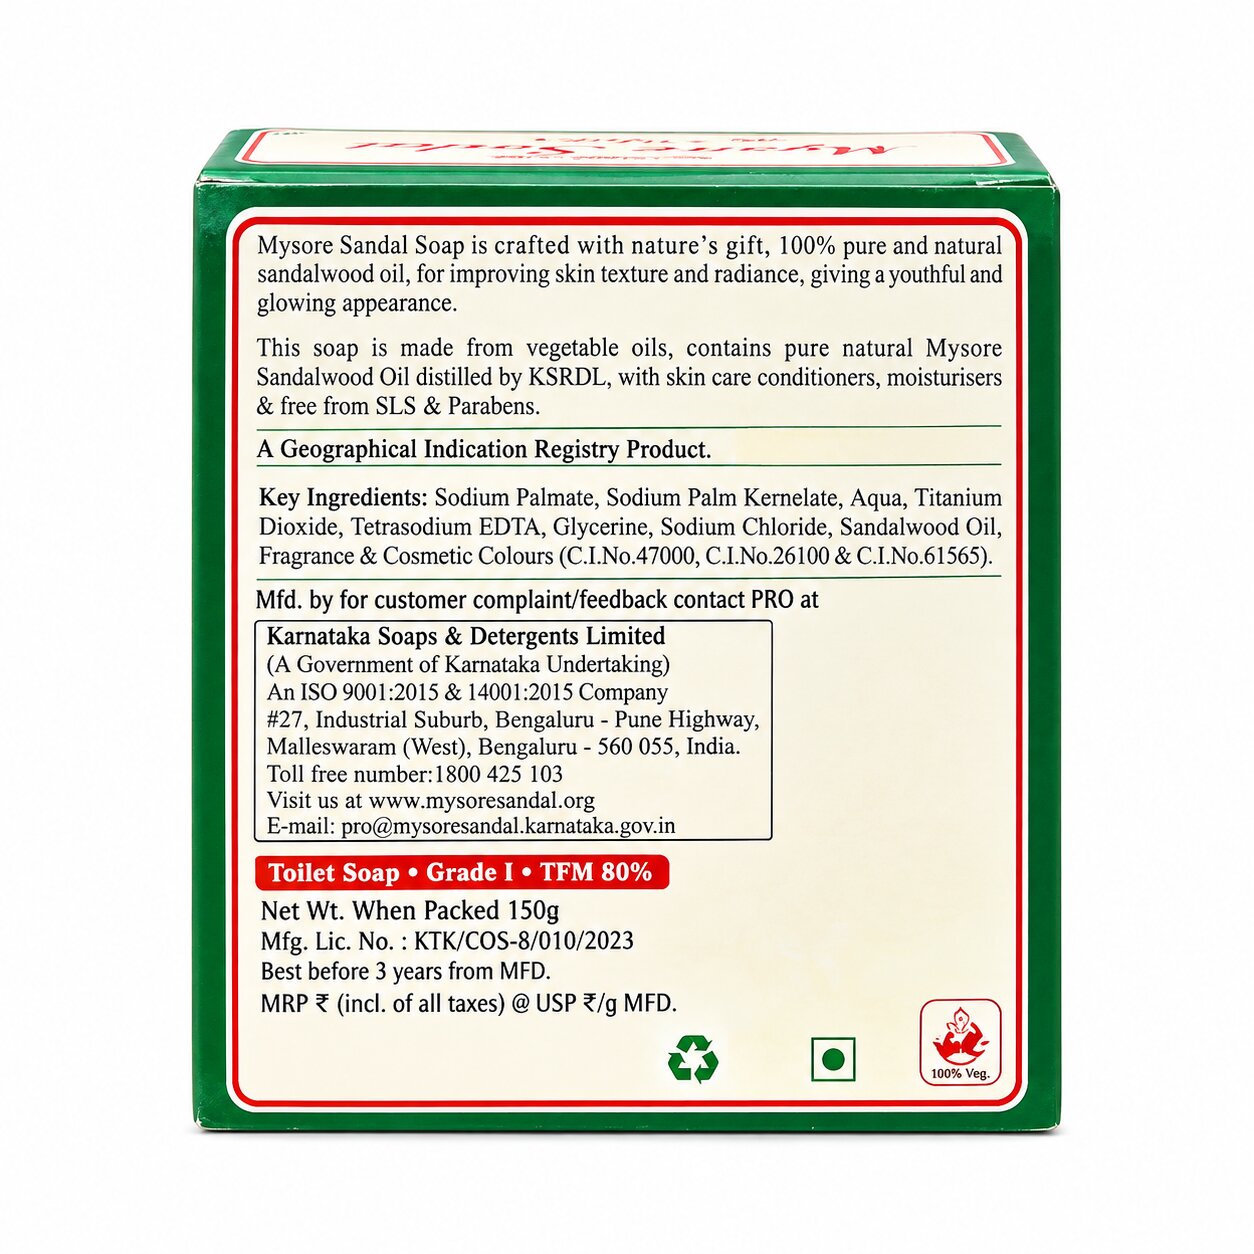 Mysore Sandal
Mysore Sandal Soap is crafted with nature's gift, 100% pure and natural
sandalwood oil, for improving skin texture and radiance, giving a youthful and
glowing appearance.
This soap is made from vegetable oils, contains pure natural Mysore
Sandalwood Oil distilled by KSRDL, with skin care conditioners, moisturisers
& free from SLS & Parabens.
A Geographical Indication Registry Product.
Key Ingredients: Sodium Palmate, Sodium Palm Kernelate, Aqua, Titanium
Dioxide, Tetrasodium EDTA, Glycerine, Sodium Chloride, Sandalwood Oil,
Fragrance & Cosmetic Colours (C.I.No.47000, C.I.No.26100 & C.I.No.61565).
Mfd. by for customer complaint/feedback contact PRO at
Karnataka Soaps & Detergents Limited
(A Government of Karnataka Undertaking)
An ISO 9001:2015 & 14001:2015 Company
#27, Industrial Suburb, Bengaluru - Pune Highway,
Malleswaram (West), Bengaluru - 560 055, India.
Toll free number:1800 425 103
Visit us at www.mysoresandal.org
E-mail: pro@mysoresandal.karnataka.gov.in
Toilet Soap • Grade I • TFM 80%
Net Wt. When Packed 150g
Mfg. Lic. No. : KTK/COS-8/010/2023
Best before 3 years from MFD.
MRP ₹ (incl. of all taxes) @ USP ₹/g MFD.
100% Veg.